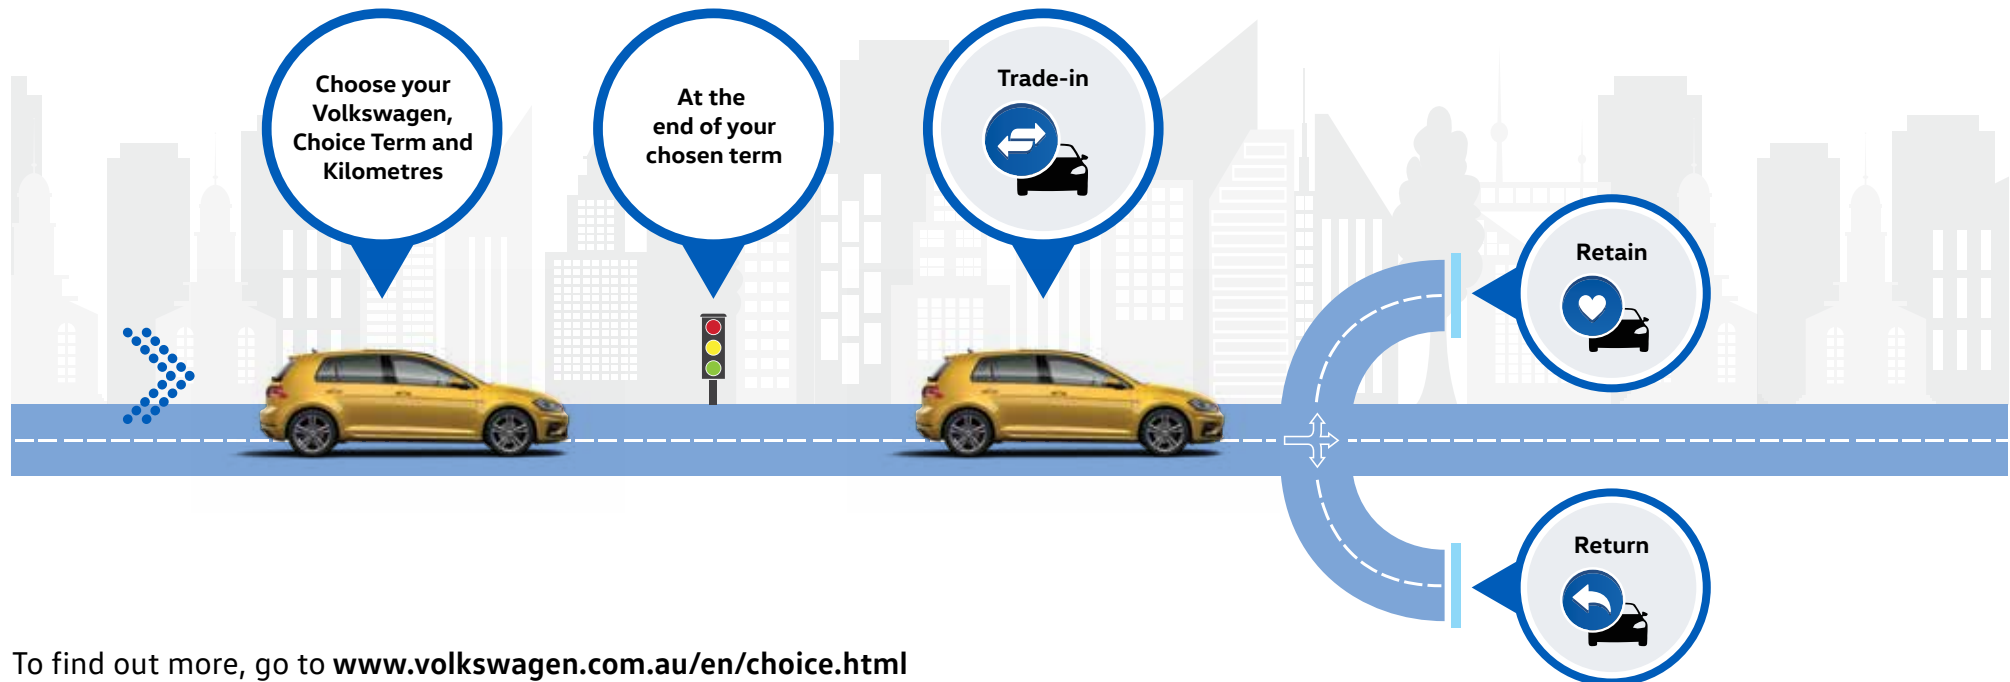 Choose your
Volkswagen,
Choice Term and
Kilometres
At the
end of your
chosen term
Trade-in
Retain
Return
To find out more, go to www.volkswagen.com.au/en/choice.html